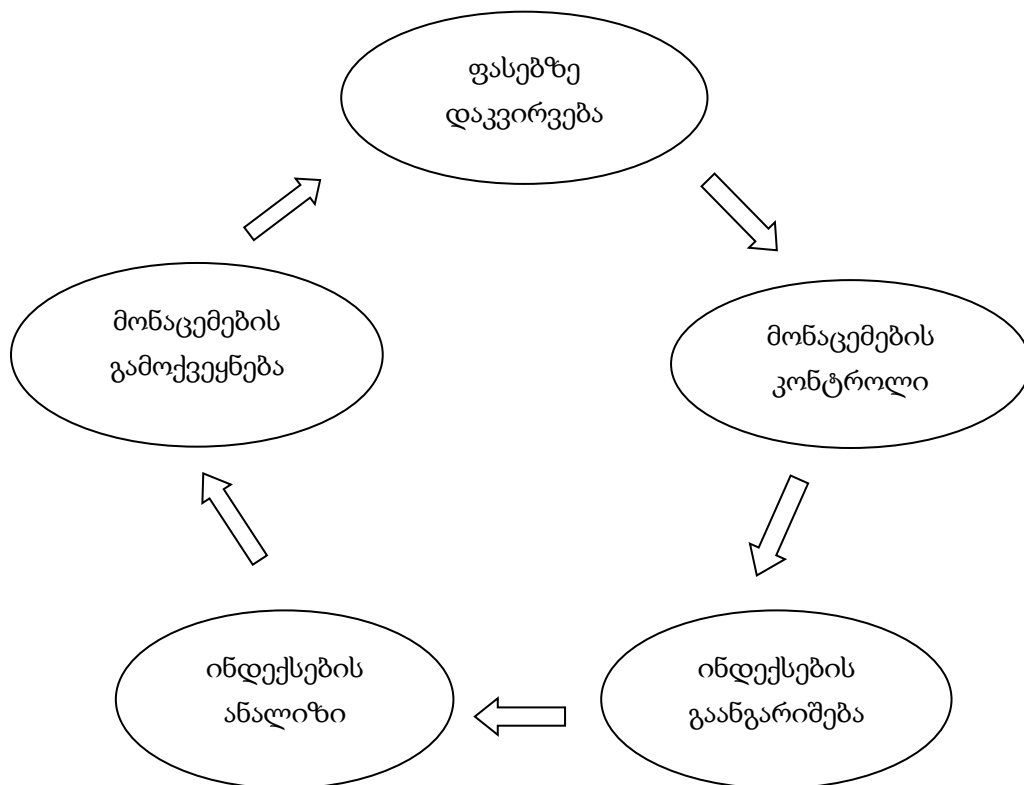 ფასებზე
დაკვირვება
მონაცემების
კონტროლი
ინდექსების
გაანგარიშება
ინდექსების
ანალიზი
მონაცემების
გამოქვეყნება